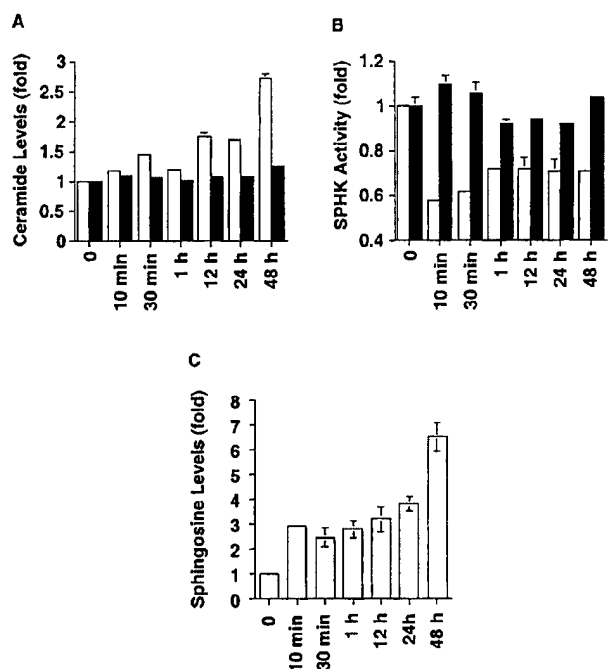 A
Ceramide Levels (fold)
3
2.5
2
1.5
1
0.5
0
0
10 min
30 min
1 h
12 h
24 h
48 h
B
SPHK Activity (fold)
1.2
1
0.8
0.6
0.4
0
10 min
30 min
1 h
12 h
24 h
48 h
C
Sphingosine Levels (fold)
8
7
6
5
4
3
2
1
0
0
10 min
30 min
1 h
12 h
24h
48 h